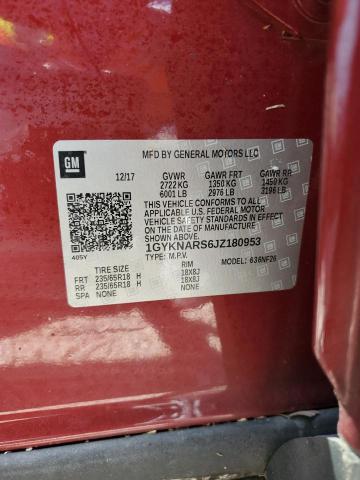 GM
MFD BY GENERAL MOTORS LLC
12/17 GVWR GAWR FRT GAWR RR
2722 KG 1350 KG 1450 KG
6001 LB 2976 LB 3196 LB
THIS VEHICLE CONFORMS TO ALL
APPLICABLE U.S. FEDERAL MOTOR
VEHICLE SAFETY STANDARDS IN EFFECT
ON THE DATE OF MANUFACTURE SHOWN ABOVE.
1GYKNARS6JZ180953
405Y
TYPE: M.P.V. MODEL: 636NF26
TIRE SIZE RIM
FRT 235/65R18 H 18X8J
RR 235/65R18 H 18X8J
SPA NONE NONE